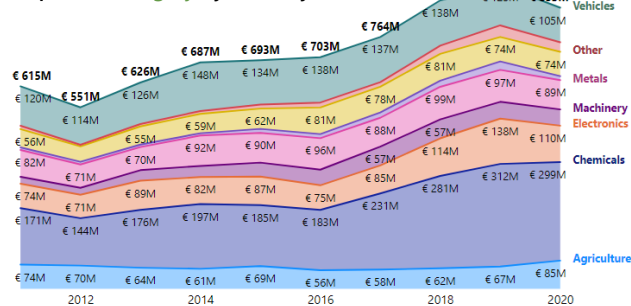 Vehicles
€ 138M
€ 105M
€ 764M
€ 703M
€ 693M
€ 687M
€ 626M
€ 615M
€ 551M
€ 137M
€ 138M
€ 134M
€ 148M
€ 126M
€ 120M
€ 114M
Other
€ 74M
€ 74M
€ 81M
€ 78M
€ 81M
€ 62M
€ 59M
€ 55M
€ 56M
Metals
€ 89M
€ 97M
€ 99M
€ 88M
€ 96M
€ 90M
€ 92M
€ 70M
€ 71M
€ 82M
Machinery
€ 57M
€ 57M
Electronics
€ 110M
€ 138M
€ 114M
€ 85M
€ 75M
€ 87M
€ 82M
€ 89M
€ 71M
€ 74M
Chemicals
€ 299M
€ 312M
€ 281M
€ 231M
€ 183M
€ 185M
€ 197M
€ 176M
€ 144M
€ 171M
Agriculture
€ 85M
€ 67M
€ 62M
€ 58M
€ 56M
€ 69M
€ 61M
€ 64M
€ 70M
€ 74M
2012 2014 2016 2018 2020